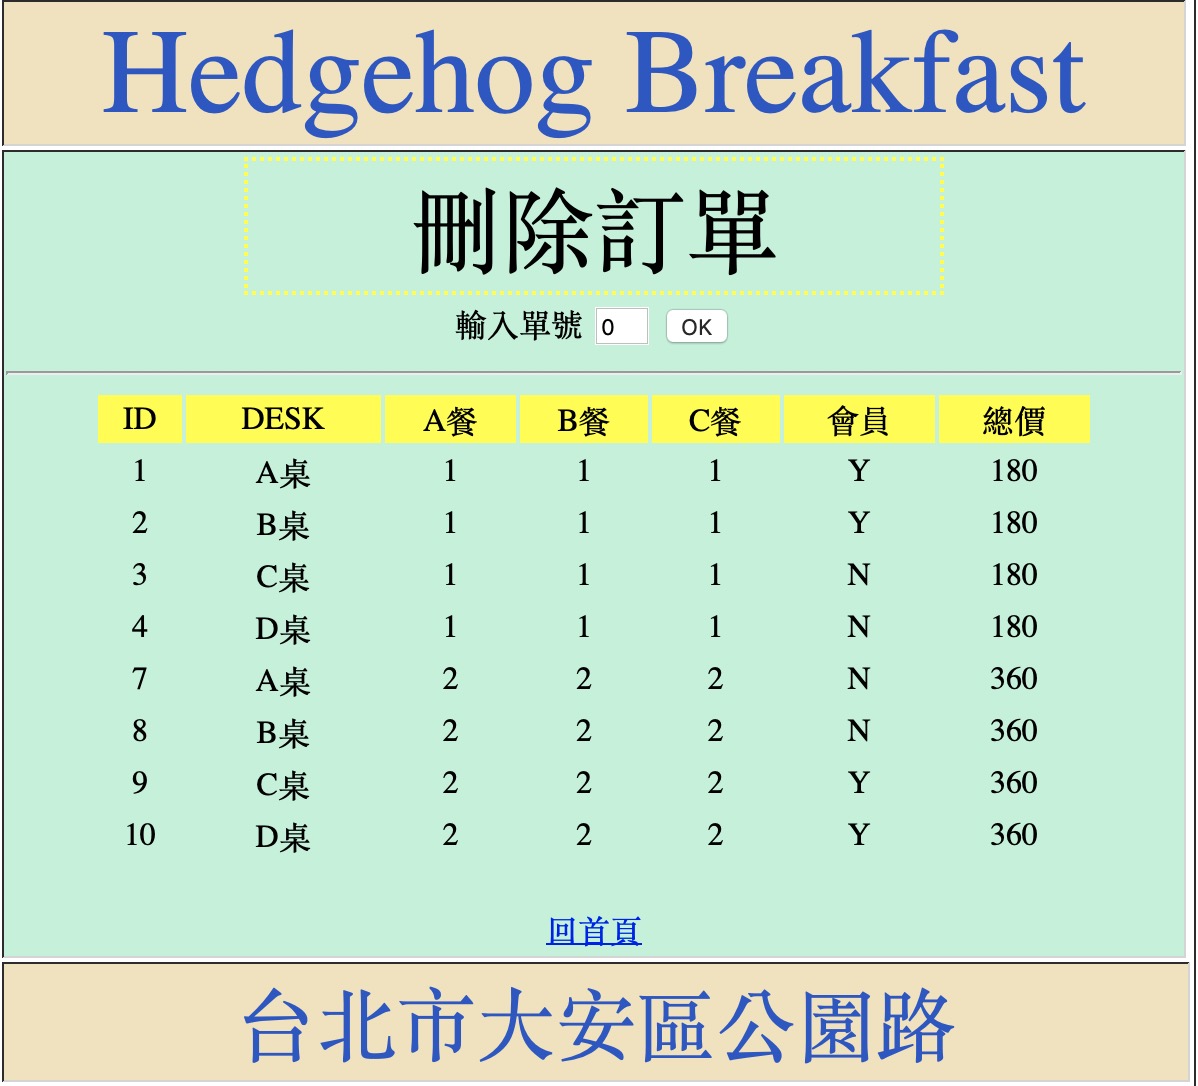 Hedgehog Breakfast
刪除訂單
輸入單號 0 OK
ID DESK A餐 B餐 C餐 會員 總價
1 A桌 1 1 1 Y 180
2 B桌 1 1 1 Y 180
3 C桌 1 1 1 N 180
4 D桌 1 1 1 N 180
7 A桌 2 2 2 N 360
8 B桌 2 2 2 N 360
9 C桌 2 2 2 Y 360
10 D桌 2 2 2 Y 360
回首頁
台北市大安區公園路